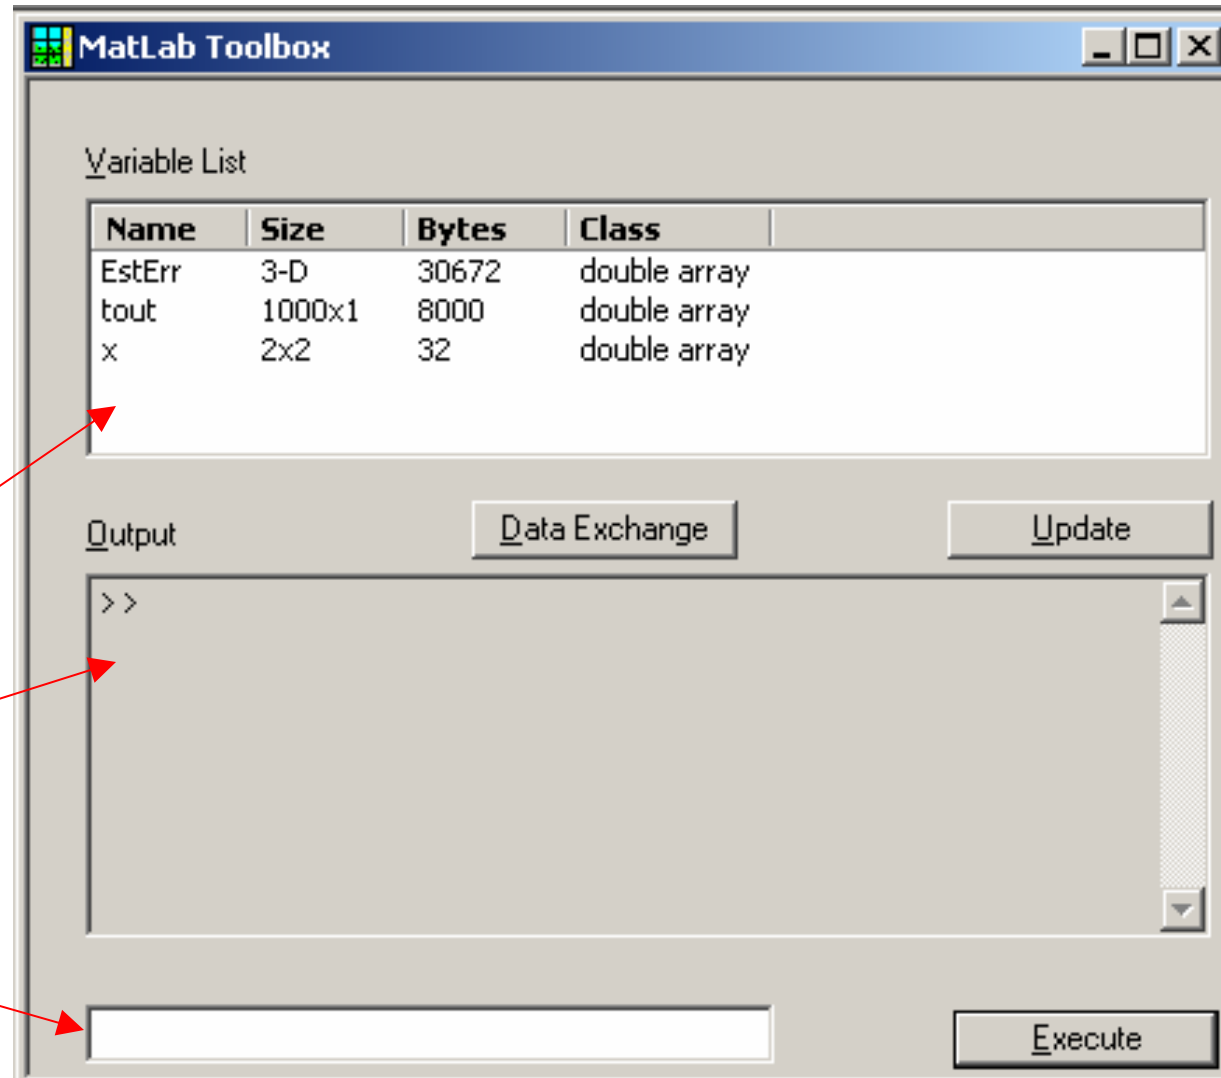 MatLab Toolbox
Variable List
Name Size Bytes Class
EstErr 3-D 30672 double array
tout 1000x1 8000 double array
x 2x2 32 double array
Output Data Exchange Update
>>
Execute